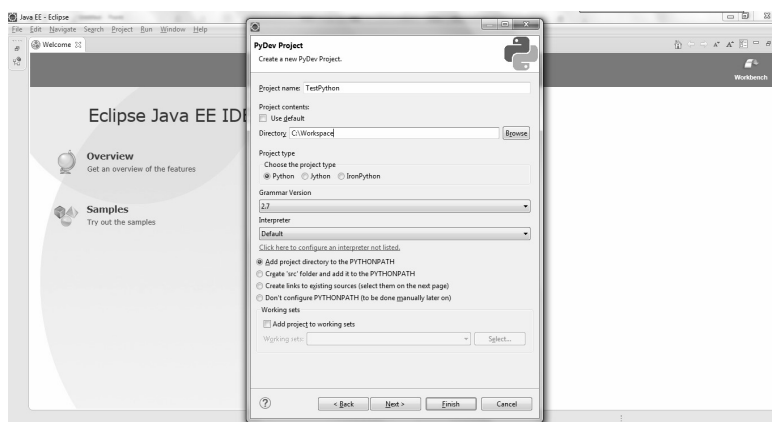 Java EE - Eclipse
File Edit Navigate Search Project Run Window Help
Welcome
Workbench
Eclipse Java EE IDE
Overview
Get an overview of the features
Samples
Try out the samples
PyDev Project
Create a new PyDev Project.
Project name: TestPython
Project contents:
Use default
Directory C:\Workspace Browse
Project type
Choose the project type
Python Jython IronPython
Grammar Version
2.7
Interpreter
Default
Click here to configure an interpreter not listed.
Add project directory to the PYTHONPATH
Create 'src' folder and add it to the PYTHONPATH
Create links to existing sources (select them on the next page)
Don't configure PYTHONPATH (to be done manually later on)
Working sets
Add project to working sets
Working sets: Select...
? < Back Next > Finish Cancel